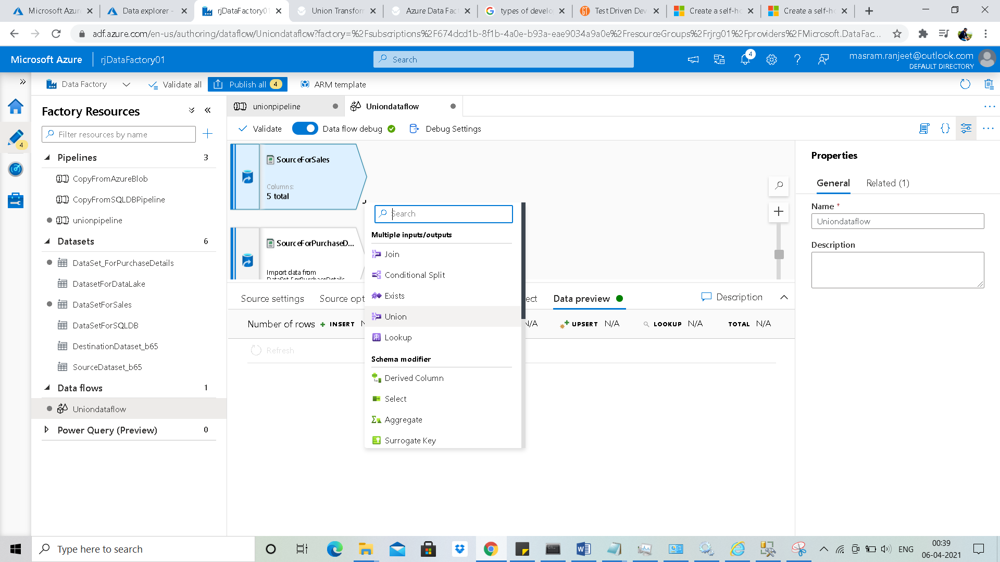 Microsoft Azur
Data explorer -
rjDataFactory01
Union Transfor
Azure Data Fac
types of develo
Test Driven Dev
Create a self-ho
Create a self-ho
adf.azure.com/en-us/authoring/dataflow/Uniondataflow?factory=%2Fsubscriptions%2F674dcd1b-8f1b-4a0e-b93a-eae9034a9a0e%2FresourceGroups%2Frjrg01%2Fproviders%2FMicrosoft.DataFac...
Microsoft Azure
rjDataFactory01
Search
4
masram.ranjeet@outlook.com
DEFAULT DIRECTORY
Data Factory
Validate all
Publish all 4
ARM template
4
Factory Resources
Filter resources by name
Pipelines 3
CopyFromAzureBlob
CopyFromSQLDBPipeline
unionpipeline
Datasets 6
DataSet_ForPurchaseDetails
DatasetForDataLake
DataSetForSales
DataSetForSQLDB
DestinationDataset_b65
SourceDataset_b65
Data flows 1
Uniondataflow
Power Query (Preview) 0
unionpipeline
Uniondataflow
Validate
Data flow debug
Debug Settings
SourceForSales
Columns:
5 total
SourceForPurchaseD...
Import data from
DataSet_ForPurchaseDetails
Search
Multiple inputs/outputs
Join
Conditional Split
Exists
Union
Lookup
Schema modifier
Derived Column
Select
Aggregate
Surrogate Key
Source settings
Source opt
ect
Data preview
Description
Number of rows
INSERT N
/A
UPSERT N/A
LOOKUP N/A
TOTAL N/A
Refresh
Properties
General
Related (1)
Name *
Uniondataflow
Description
Type here to search
ENG
00:39
06-04-2021